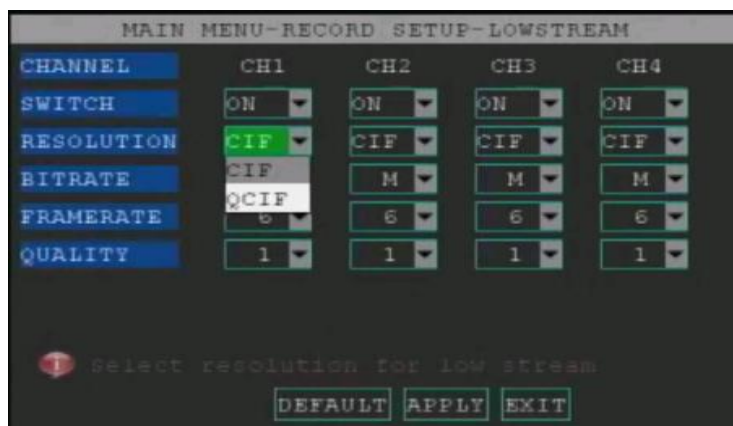 MAIN MENU-RECORD SETUP-LOWSTREAM
CHANNEL CH1 CH2 CH3 CH4
SWITCH ON ON ON ON
RESOLUTION CIF CIF CIF CIF
CIF
BITRATE M M M
QCIF
FRAMERATE 6 6 6 6
QUALITY 1 1 1 1
Select resolution for low stream
DEFAULT APPLY EXIT